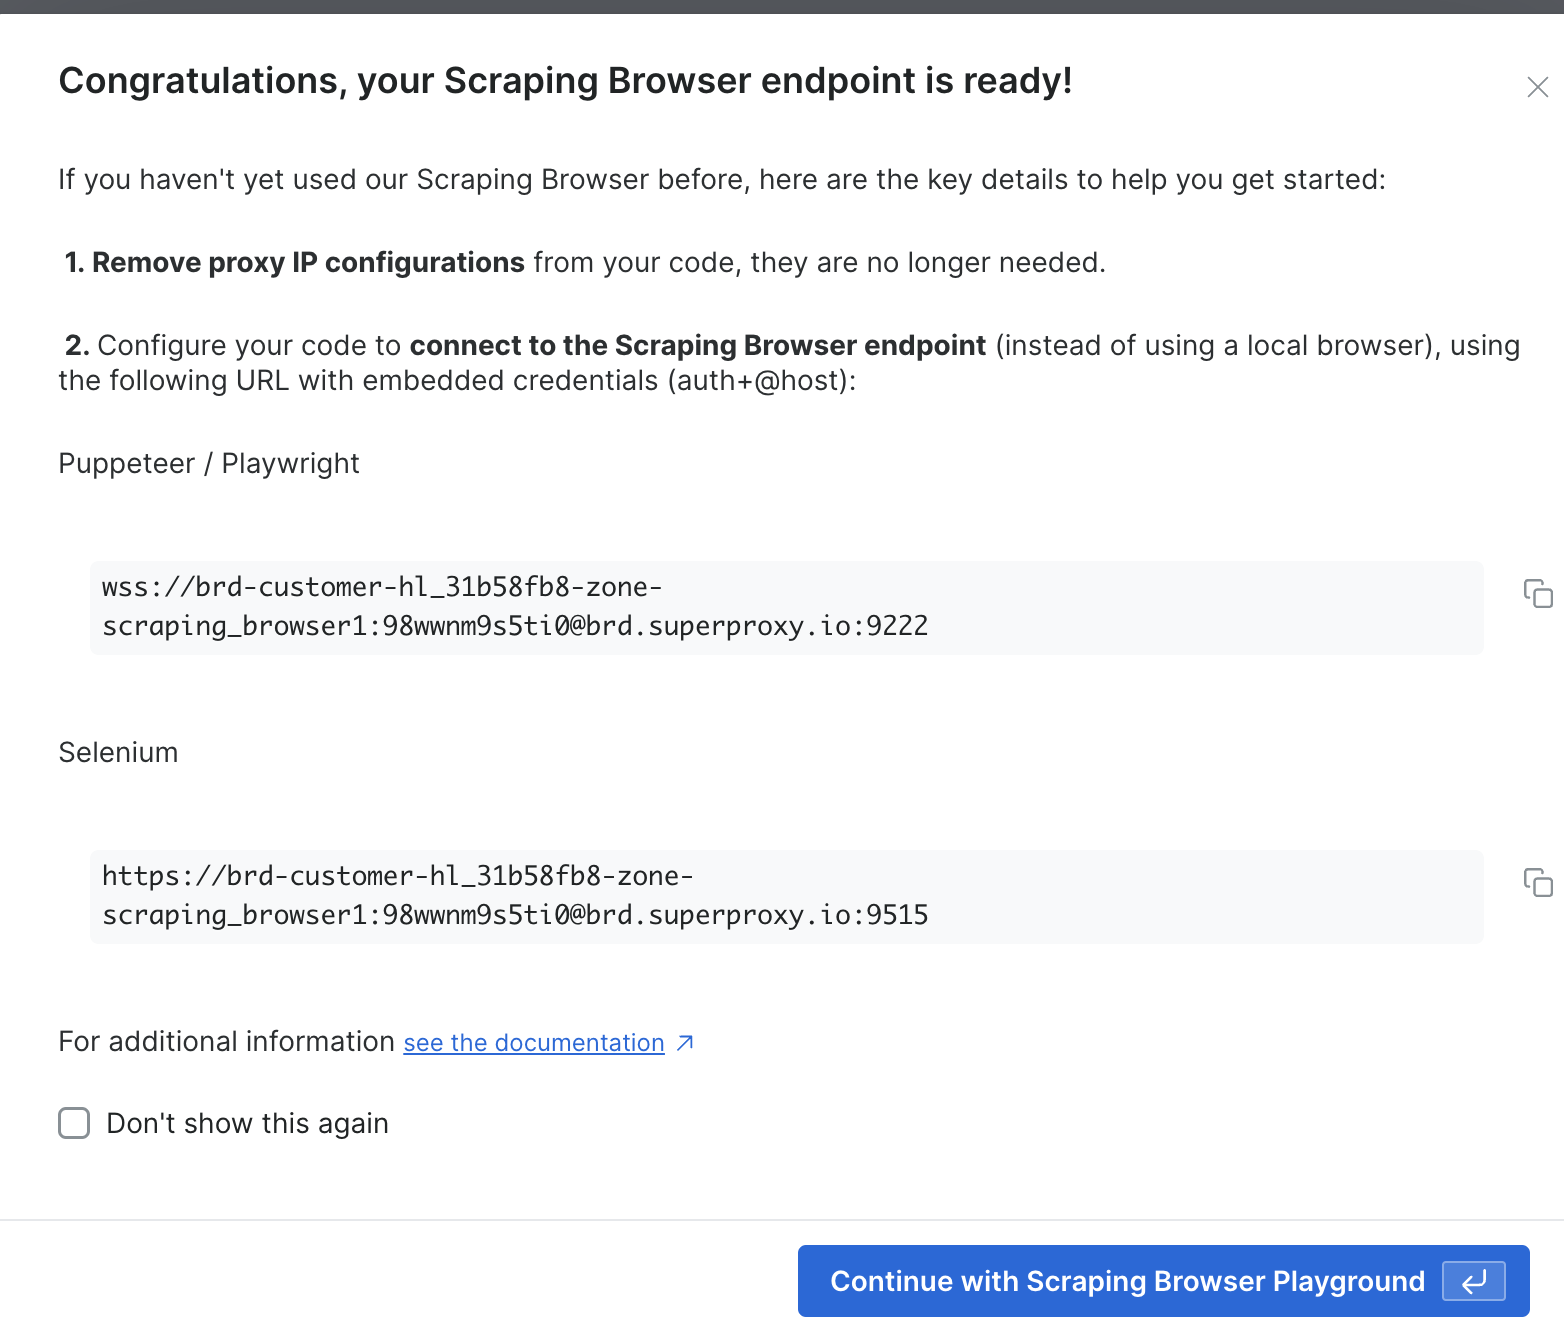 Congratulations, your Scraping Browser endpoint is ready!
If you haven't yet used our Scraping Browser before, here are the key details to help you get started:
1. Remove proxy IP configurations from your code, they are no longer needed.
2. Configure your code to connect to the Scraping Browser endpoint (instead of using a local browser), using
the following URL with embedded credentials (auth+@host):
Puppeteer / Playwright
wss://brd-customer-hl_31b58fb8-zone-
scraping_browser1:98wwnm9s5ti0@brd.superproxy.io:9222
Selenium
https://brd-customer-hl_31b58fb8-zone-
scraping_browser1:98wwnm9s5ti0@brd.superproxy.io:9515
For additional information see the documentation
Don't show this again
Continue with Scraping Browser Playground